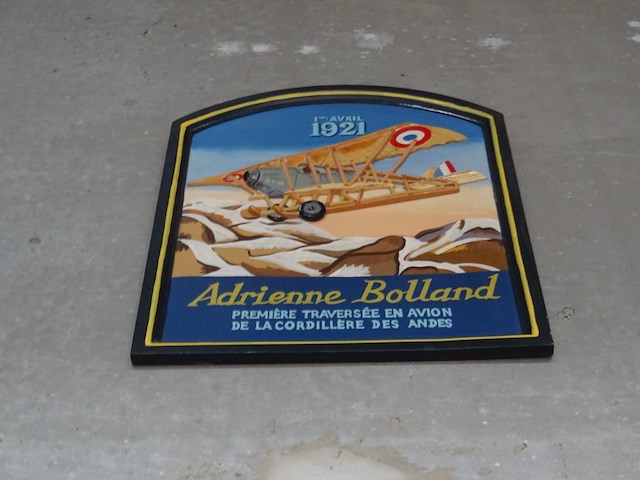 1er AVRIL
1921
Adrienne Bolland
PREMIÈRE TRAVERSÉE EN AVION
DE LA CORDILLÈRE DES ANDES